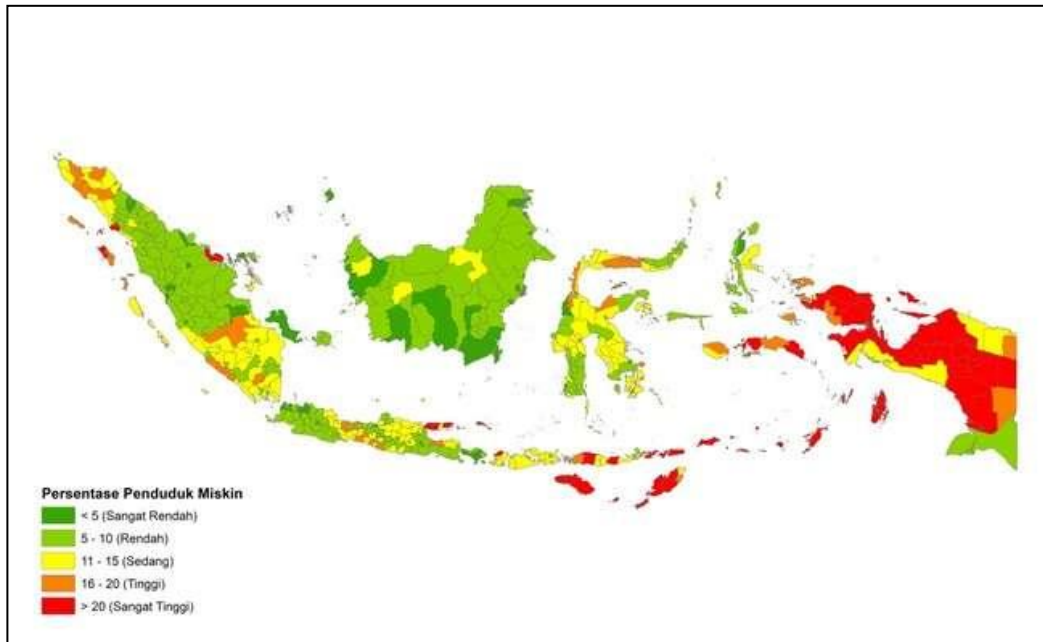 Persentase Penduduk Miskin
< 5 (Sangat Rendah)
5 - 10 (Rendah)
11 - 15 (Sedang)
16 - 20 (Tinggi)
> 20 (Sangat Tinggi)